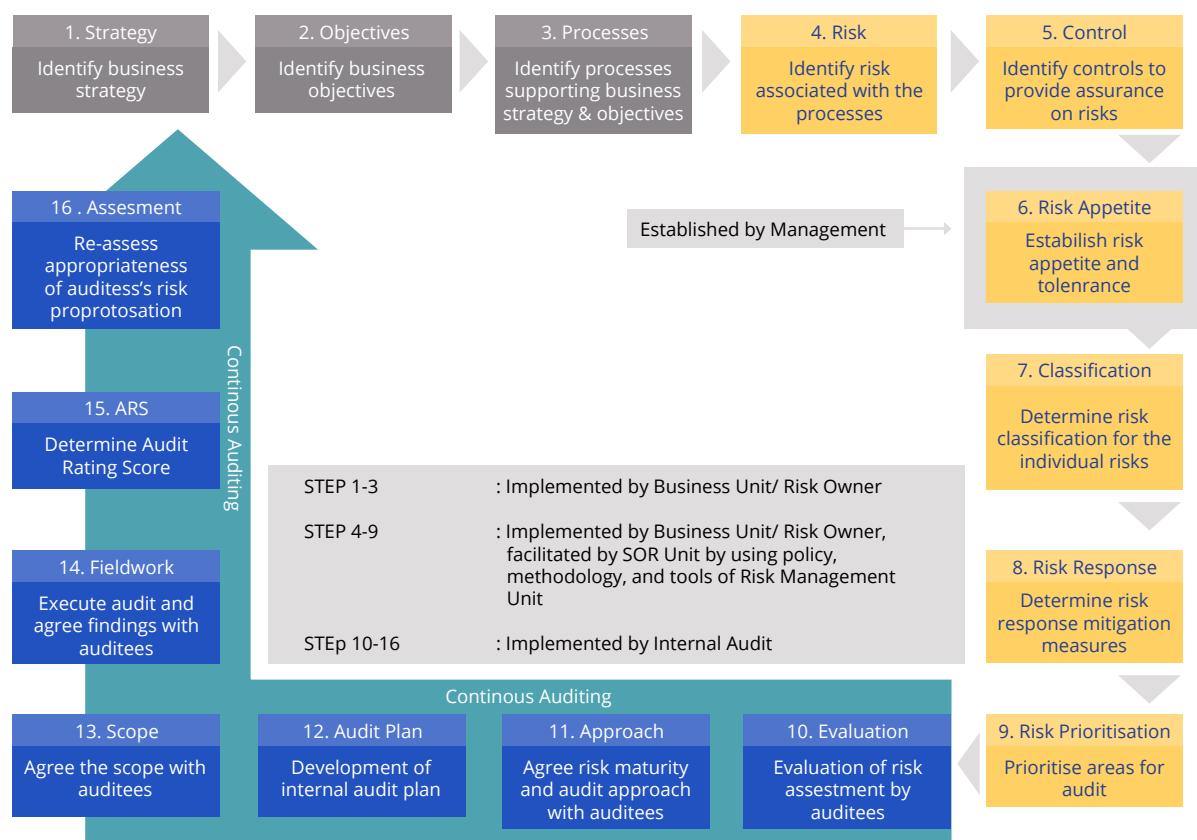 1. Strategy
Identify business
strategy
2. Objectives
Identify business
objectives
3. Processes
Identify processes
supporting business
strategy & objectives
4. Risk
Identify risk
associated with the
processes
5. Control
Identify controls to
provide assurance
on risks
6. Risk Appetite
Estabilish risk
appetite and
tolenrance
Established by Management
7. Classification
Determine risk
classification for the
individual risks
8. Risk Response
Determine risk
response mitigation
measures
9. Risk Prioritisation
Prioritise areas for
audit
10. Evaluation
Evaluation of risk
assestment by
auditees
11. Approach
Agree risk maturity
and audit approach
with auditees
12. Audit Plan
Development of
internal audit plan
13. Scope
Agree the scope with
auditees
14. Fieldwork
Execute audit and
agree findings with
auditees
15. ARS
Determine Audit
Rating Score
16 . Assesment
Re-assess
appropriateness
of auditess’s risk
proprotosation
Continous Auditing
Continous Auditing
STEP 1-3 : Implemented by Business Unit/ Risk Owner
STEP 4-9 : Implemented by Business Unit/ Risk Owner,
facilitated by SOR Unit by using policy,
methodology, and tools of Risk Management
Unit
STEp 10-16 : Implemented by Internal Audit